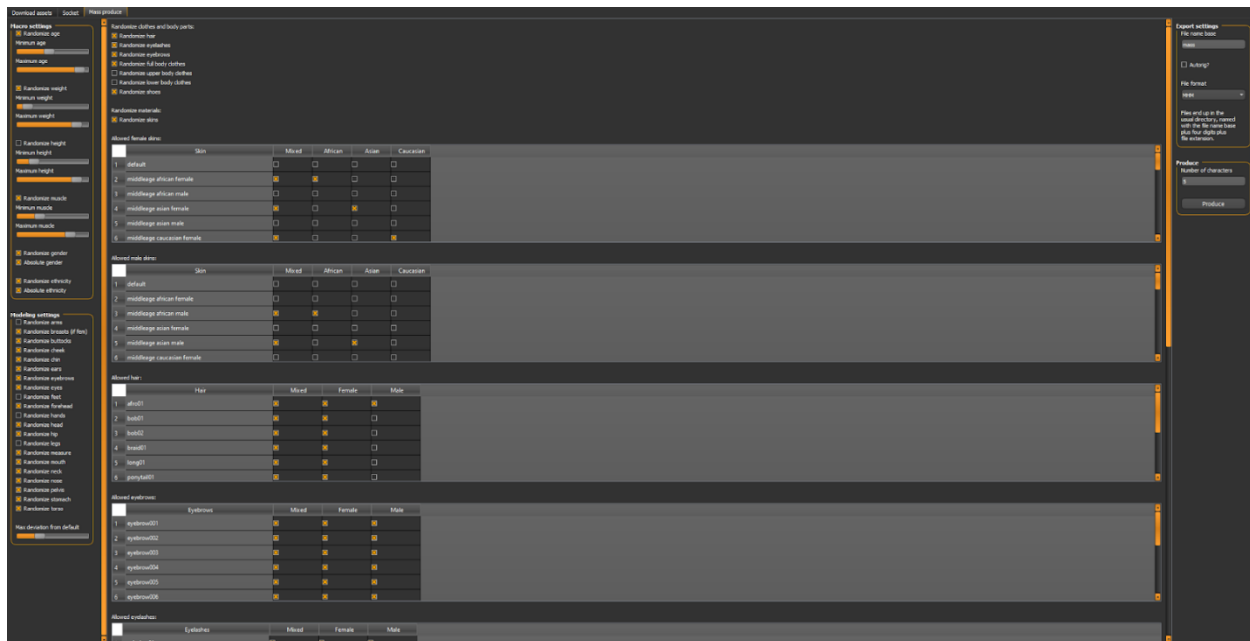 Download assets Socket Mass produce
Macro settings
Randomize age
Minimum age
Maximum age
Randomize weight
Minimum weight
Maximum weight
Randomize height
Minimum height
Maximum height
Randomize muscle
Minimum muscle
Maximum muscle
Randomize gender
Absolute gender
Randomize ethnicity
Absolute ethnicity
Modeling settings
Randomize arms
Randomize breasts (if fem)
Randomize buttocks
Randomize cheek
Randomize chin
Randomize ears
Randomize eyebrows
Randomize eyes
Randomize feet
Randomize forehead
Randomize hands
Randomize head
Randomize hip
Randomize legs
Randomize measure
Randomize mouth
Randomize neck
Randomize nose
Randomize pelvis
Randomize stomach
Randomize torso
Max deviation from default
Randomize clothes and body parts:
Randomize hair
Randomize eyelashes
Randomize eyebrows
Randomize full body clothes
Randomize upper body clothes
Randomize lower body clothes
Randomize shoes
Randomize materials:
Randomize skins
Allowed female skins:
Skin Mixed African Asian Caucasian
1 default
2 middleage african female
3 middleage african male
4 middleage asian female
5 middleage asian male
6 middleage caucasian female
Allowed male skins:
Skin Mixed African Asian Caucasian
1 default
2 middleage african female
3 middleage african male
4 middleage asian female
5 middleage asian male
6 middleage caucasian female
Allowed hair:
Hair Mixed Female Male
1 afro01
2 bob01
3 bob02
4 braid01
5 long01
6 ponytail01
Allowed eyebrows:
Eyebrows Mixed Female Male
1 eyebrow001
2 eyebrow002
3 eyebrow003
4 eyebrow004
5 eyebrow005
6 eyebrow006
Allowed eyelashes:
Eyelashes Mixed Female Male
Export settings
File name base
mass
Autorig?
File format
MHM
Files end up in the
usual directory, named
with the file name base
plus four digits plus
file extension.
Produce
Number of characters
Produce